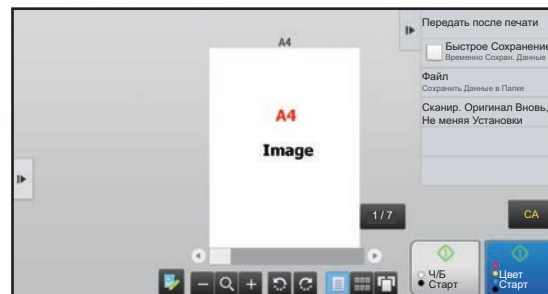 A4
A4
Image
1 / 7
Передать после печати
Быстрое Сохранение
Временно Сохран. Данные
Файл
Сохранить Данные в Папке
Сканир. Оригинал Вновь,
Не меняя Установки
CA
Ч/Б
Старт
Цвет
Старт